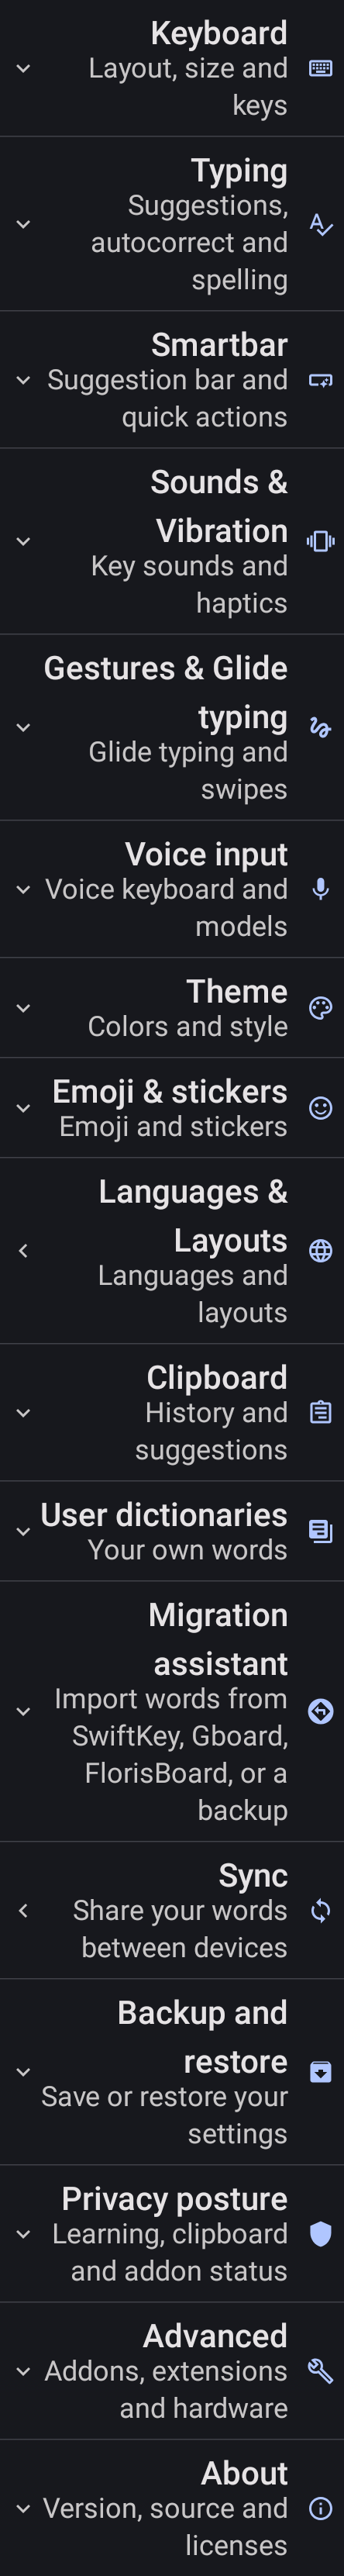 Keyboard
Layout, size and
keys
Typing
Suggestions,
autocorrect and
spelling
Smartbar
Suggestion bar and
quick actions
Sounds &
Vibration
Key sounds and
haptics
Gestures & Glide
typing
Glide typing and
swipes
Voice input
Voice keyboard and
models
Theme
Colors and style
Emoji & stickers
Emoji and stickers
Languages &
Layouts
Languages and
layouts
Clipboard
History and
suggestions
User dictionaries
Your own words
Migration
assistant
Import words from
SwiftKey, Gboard,
FlorisBoard, or a
backup
Sync
Share your words
between devices
Backup and
restore
Save or restore your
settings
Privacy posture
Learning, clipboard
and addon status
Advanced
Addons, extensions
and hardware
About
Version, source and
licenses